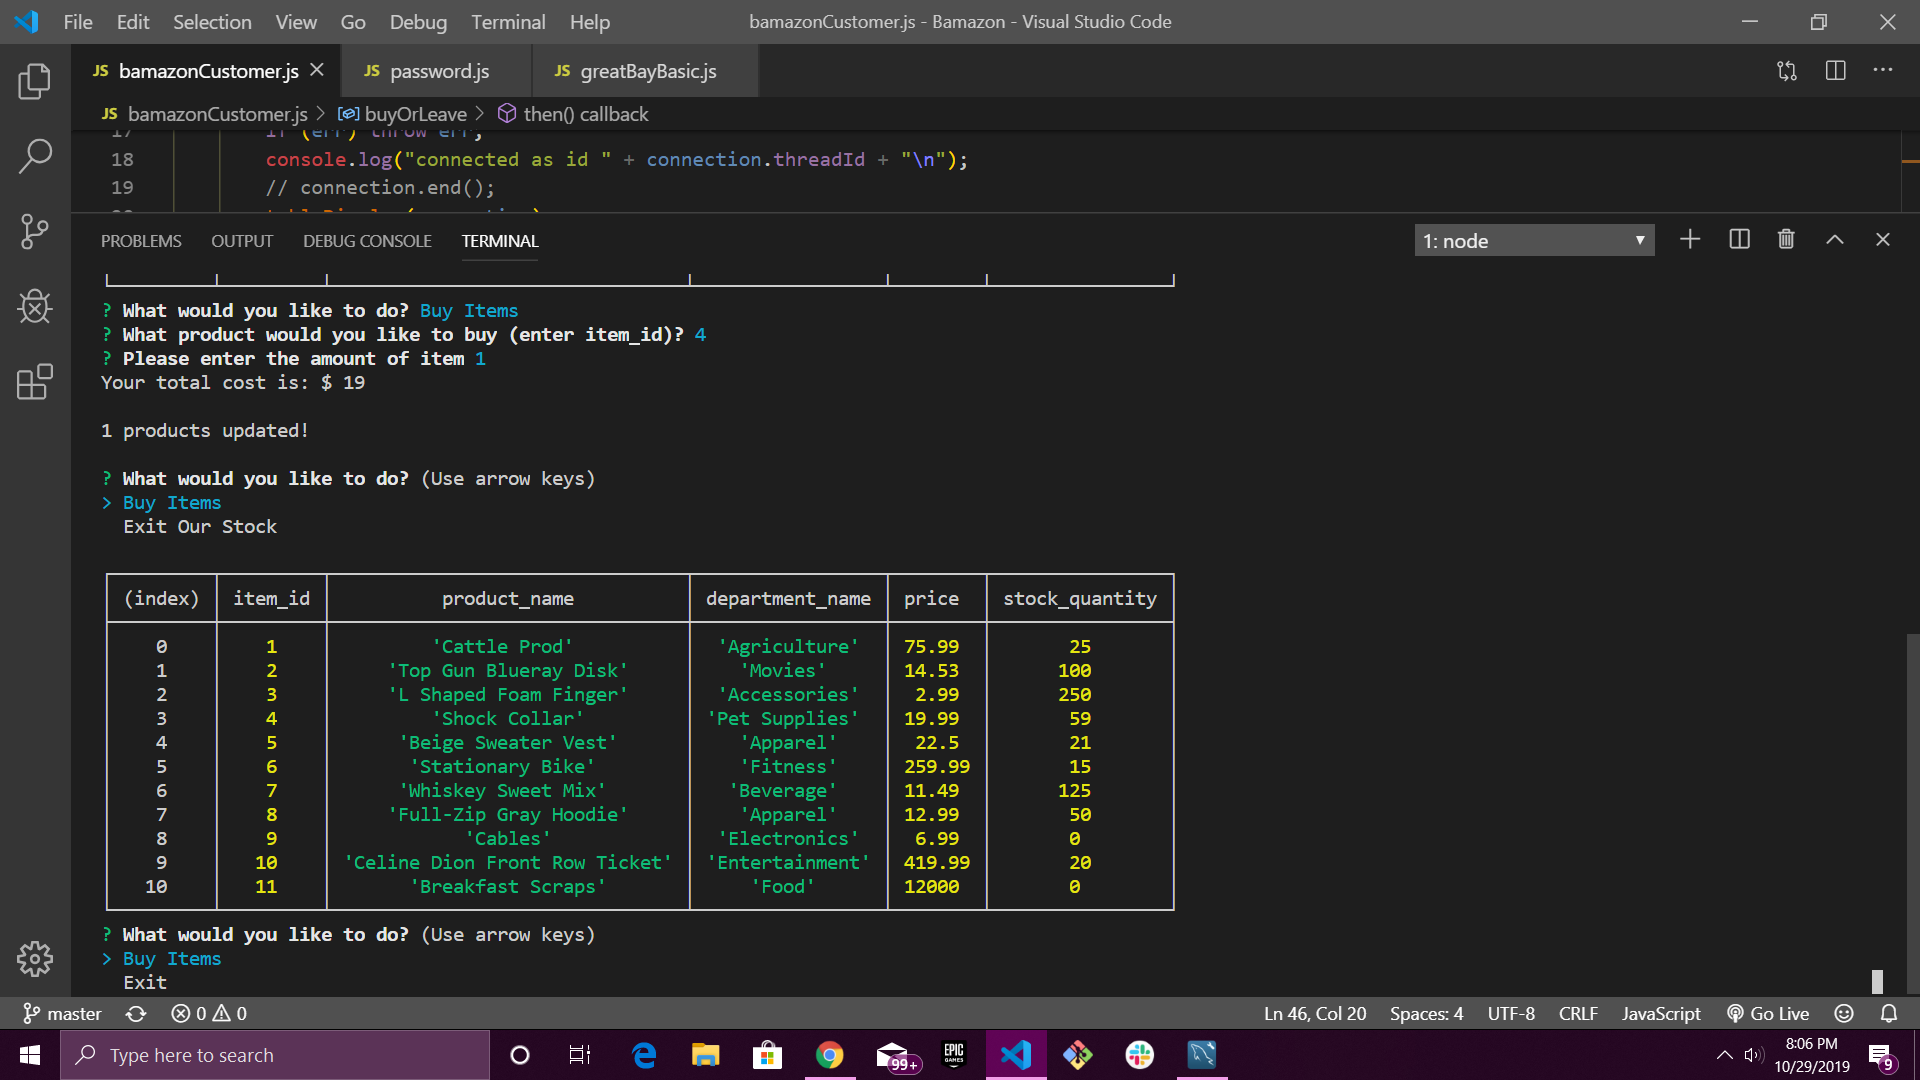 File Edit Selection View Go Debug Terminal Help
bamazonCustomer.js - Bamazon - Visual Studio Code
JS bamazonCustomer.js
JS password.js
JS greatBayBasic.js
JS bamazonCustomer.js > buyOrLeave > then() callback
17 if (err) throw err;
18 console.log("connected as id " + connection.threadId + "\n");
19 // connection.end();
PROBLEMS OUTPUT DEBUG CONSOLE TERMINAL
1: node
? What would you like to do? Buy Items
? What product would you like to buy (enter item_id)? 4
? Please enter the amount of item 1
Your total cost is: $ 19
1 products updated!
? What would you like to do? (Use arrow keys)
> Buy Items
Exit Our Stock
(index) item_id product_name department_name price stock_quantity
0 1 'Cattle Prod' 'Agriculture' 75.99 25
1 2 'Top Gun Blueray Disk' 'Movies' 14.53 100
2 3 'L Shaped Foam Finger' 'Accessories' 2.99 250
3 4 'Shock Collar' 'Pet Supplies' 19.99 59
4 5 'Beige Sweater Vest' 'Apparel' 22.5 21
5 6 'Stationary Bike' 'Fitness' 259.99 15
6 7 'Whiskey Sweet Mix' 'Beverage' 11.49 125
7 8 'Full-Zip Gray Hoodie' 'Apparel' 12.99 50
8 9 'Cables' 'Electronics' 6.99 0
9 10 'Celine Dion Front Row Ticket' 'Entertainment' 419.99 20
10 11 'Breakfast Scraps' 'Food' 12000 0
? What would you like to do? (Use arrow keys)
> Buy Items
Exit
master 0 0
Ln 46, Col 20 Spaces: 4 UTF-8 CRLF JavaScript Go Live
Type here to search
99+
EPIC GAMES
8:06 PM
10/29/2019
9